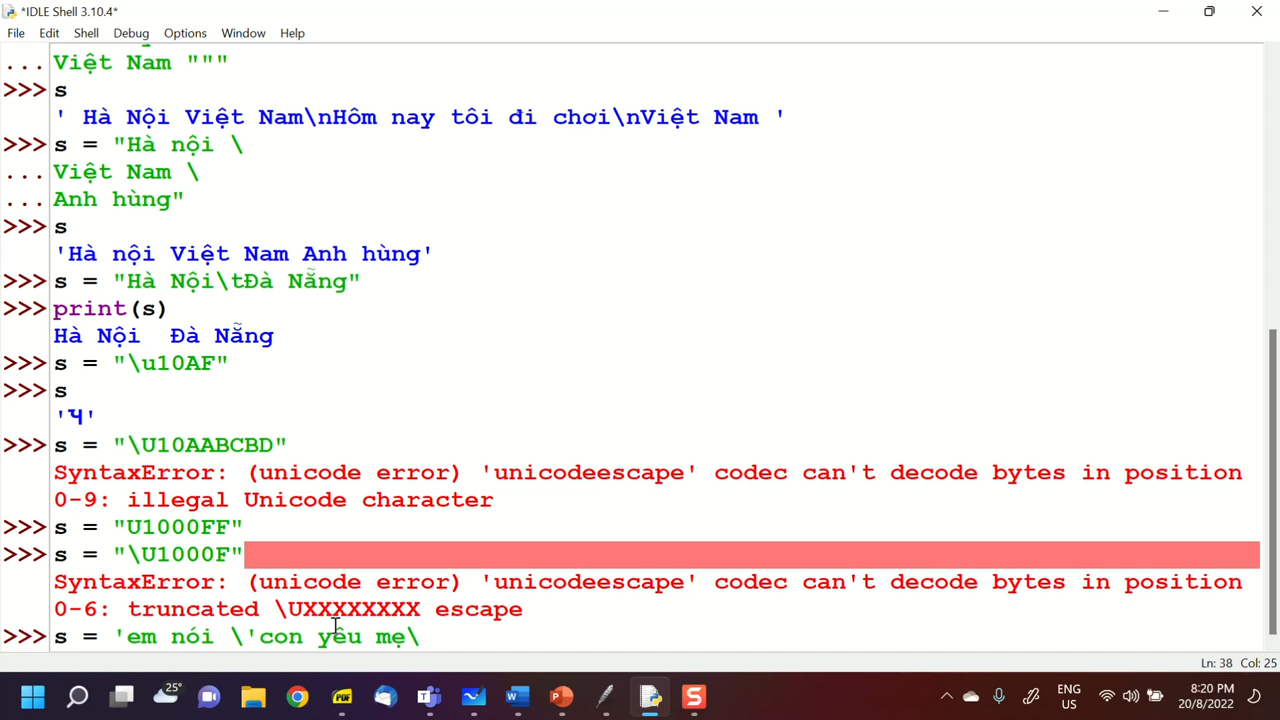 *IDLE Shell 3.10.4*
File Edit Shell Debug Options Window Help
... Việt Nam """
>>> s
' Hà Nội Việt Nam\nHôm nay tôi đi chơi\nViệt Nam '
>>> s = "Hà nội \
... Việt Nam \
... Anh hùng"
>>> s
'Hà nội Việt Nam Anh hùng'
>>> s = "Hà Nội\tĐà Nẵng"
>>> print(s)
Hà Nội  Đà Nẵng
>>> s = "\u10AF"
>>> s
'Ⴏ'
>>> s = "\U10AABCBD"
SyntaxError: (unicode error) 'unicodeescape' codec can't decode bytes in position
0-9: illegal Unicode character
>>> s = "U1000FF"
>>> s = "\U1000F"
SyntaxError: (unicode error) 'unicodeescape' codec can't decode bytes in position
0-6: truncated \UXXXXXXXX escape
>>> s = 'em nói \'con yêu mẹ\
Ln: 38 Col: 25
25°
PDF
ENG
US
8:20 PM
20/8/2022